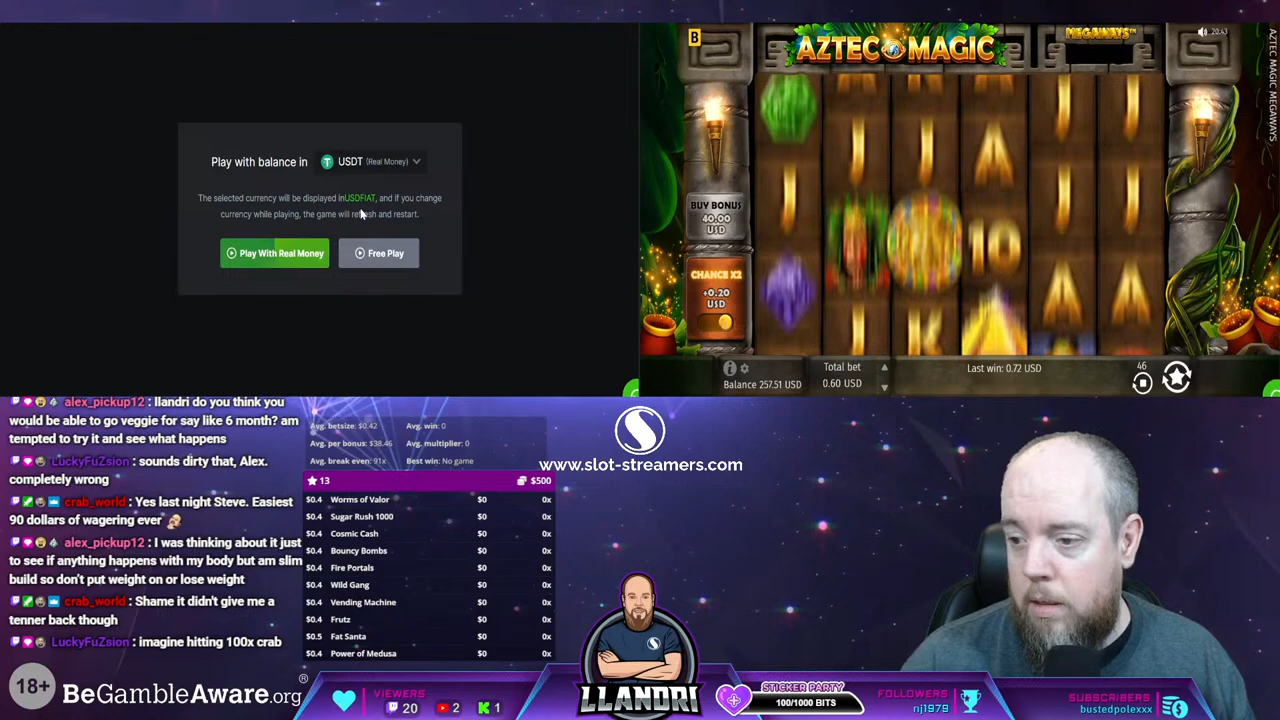 Play with balance in USDT (Real Money)
The selected currency will be displayed inUSDFIAT, and if you change
currency while playing, the game will refresh and restart.
Play With Real Money
Free Play
B
AZTEC MAGIC
MEGAWAYS™
20:43
AZTEC MAGIC MEGAWAYS
BUY BONUS
40.00
USD
CHANCE X2
+0.20
USD
J J A J J
10
J K A A
Balance 257.51 USD
Total bet
0.60 USD
Last win: 0.72 USD
46
alex_pickup12 : llandri do you think you
would be able to go veggie for say like 6 month? am
tempted to try it and see what happens
LuckyFuZsion : sounds dirty that, Alex.
completely wrong
crab_world : Yes last night Steve. Easiest
90 dollars of wagering ever
alex_pickup12 : I was thinking about it just
to see if anything happens with my body but am slim
build so don't put weight on or lose weight
crab_world : Shame it didn't give me a
tenner back though
LuckyFuZsion : imagine hitting 100x crab
Avg. betsize: $0.42 Avg. win: 0
Avg. per bonus: $38.46 Avg. multiplier: 0
Avg. break even: 91x Best win: No game
13 $500
$0.4 Worms of Valor $0 0x
$0.4 Sugar Rush 1000 $0 0x
$0.4 Cosmic Cash $0 0x
$0.4 Bouncy Bombs $0 0x
$0.4 Fire Portals $0 0x
$0.4 Wild Gang $0 0x
$0.4 Vending Machine $0 0x
$0.4 Frutz $0 0x
$0.5 Fat Santa $0 0x
$0.4 Power of Medusa $0 0x
www.slot-streamers.com
18+ BeGambleAware.org®
VIEWERS
20 2 1
LLANDRI
STICKER PARTY
100/1000 BITS
FOLLOWERS
nj1979
SUBSCRIBERS
bustedpolexxx